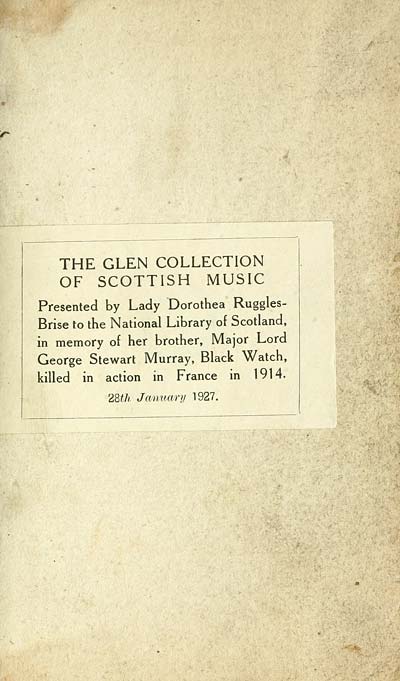 THE GLEN COLLECTION
OF SCOTTISH MUSIC
Presented by Lady Dorothea Ruggles-
Brise to the National Library of Scotland,
in memory of her brother, Major Lord
George Stewart Murray, Black Watch,
killed in action in France in 1914.
28th January 1927.